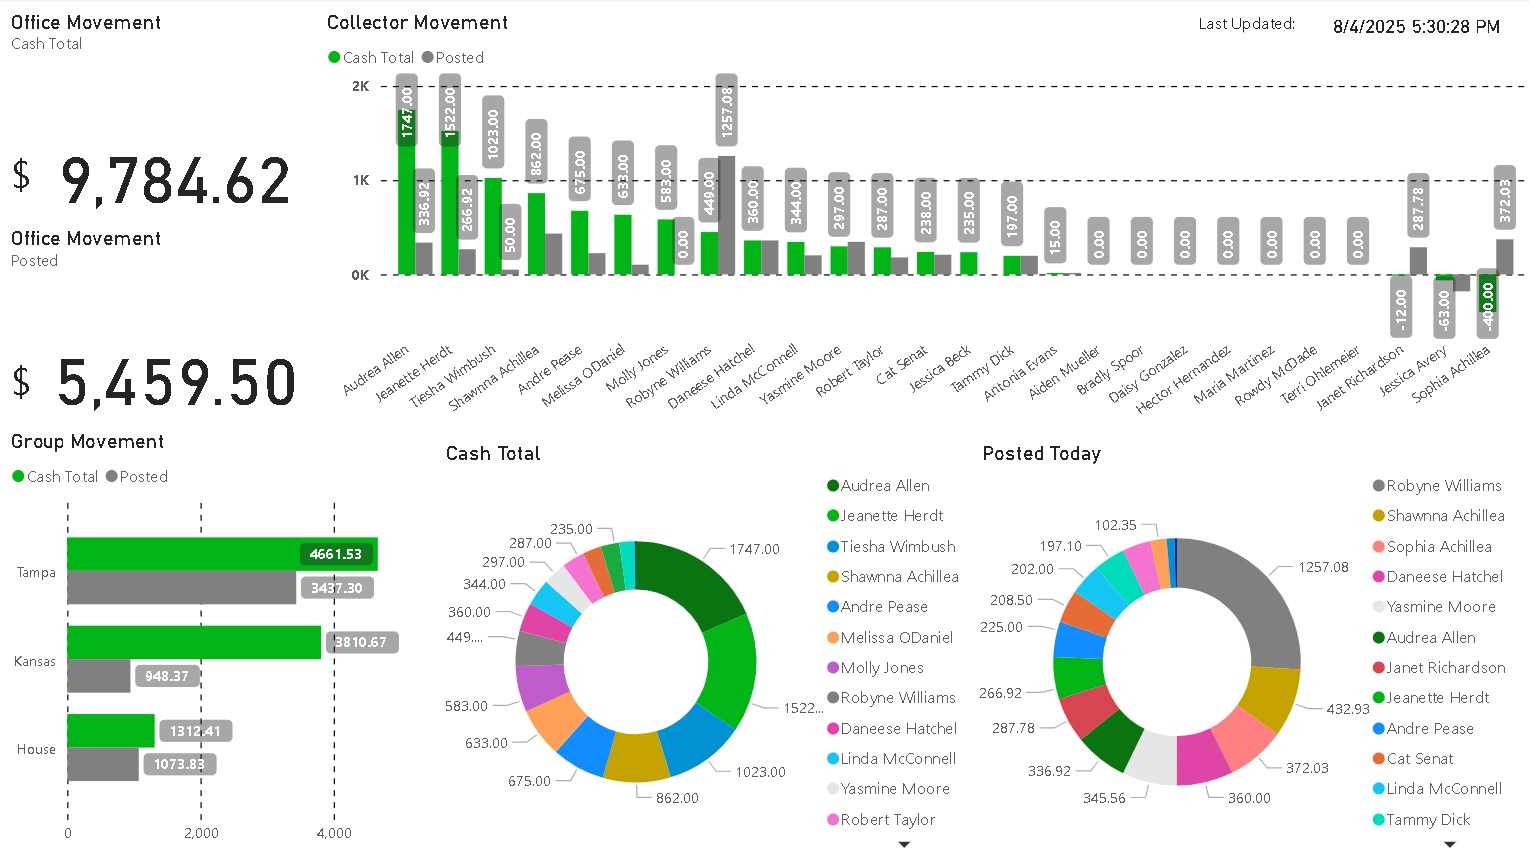 Office Movement
Cash Total
$ 9,784.62
Office Movement
Posted
$ 5,459.50
Collector Movement
Last Updated: 8/4/2025 5:30:28 PM
Cash Total Posted
2K
1K
0K
1747.00
336.92
1522.00
266.92
1023.00
50.00
862.00
675.00
633.00
583.00
0.00
449.00
1257.08
360.00
344.00
297.00
287.00
238.00
235.00
197.00
15.00
0.00
0.00
0.00
0.00
0.00
0.00
0.00
-12.00
287.78
-63.00
-400.00
372.03
Audrea Allen
Jeanette Herdt
Tiesha Wimbush
Shawnna Achillea
Andre Pease
Melissa ODaniel
Molly Jones
Robyne Williams
Daneese Hatchel
Linda McConnell
Yasmine Moore
Robert Taylor
Cat Senat
Jessica Beck
Tammy Dick
Antonia Evans
Aiden Mueller
Bradly Spoor
Daisy Gonzalez
Hector Hernandez
Maria Martinez
Rowdy McDade
Terri Ohlemeier
Janet Richardson
Jessica Avery
Sophia Achillea
Group Movement
Cash Total Posted
Tampa
4661.53
3437.30
Kansas
3810.67
948.37
House
1312.41
1073.83
0 2,000 4,000
Cash Total
1747.00
1522...
1023.00
862.00
675.00
633.00
583.00
449....
360.00
344.00
297.00
287.00
235.00
Audrea Allen
Jeanette Herdt
Tiesha Wimbush
Shawnna Achillea
Andre Pease
Melissa ODaniel
Molly Jones
Robyne Williams
Daneese Hatchel
Linda McConnell
Yasmine Moore
Robert Taylor
Posted Today
1257.08
432.93
372.03
360.00
345.56
336.92
287.78
266.92
225.00
208.50
202.00
197.10
102.35
Robyne Williams
Shawnna Achillea
Sophia Achillea
Daneese Hatchel
Yasmine Moore
Audrea Allen
Janet Richardson
Jeanette Herdt
Andre Pease
Cat Senat
Linda McConnell
Tammy Dick